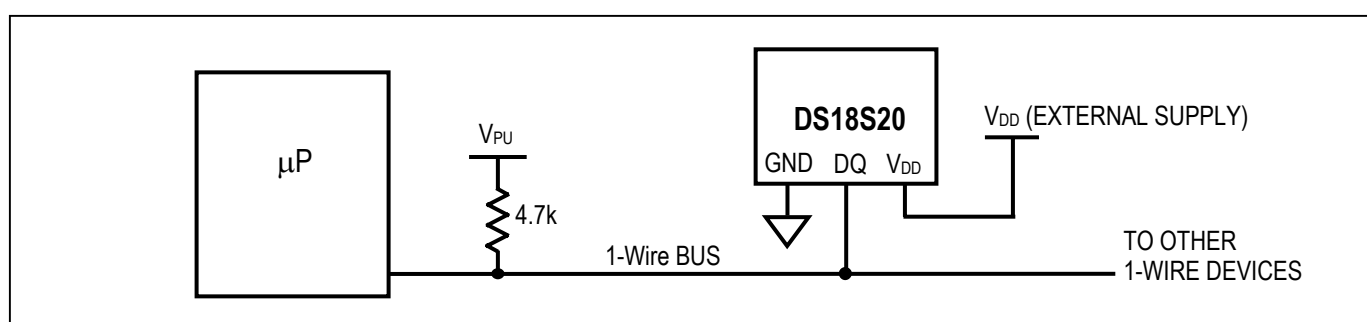 μP
VPU
4.7k
1-Wire BUS
DS18S20
GND DQ VDD
VDD (EXTERNAL SUPPLY)
TO OTHER
1-WIRE DEVICES